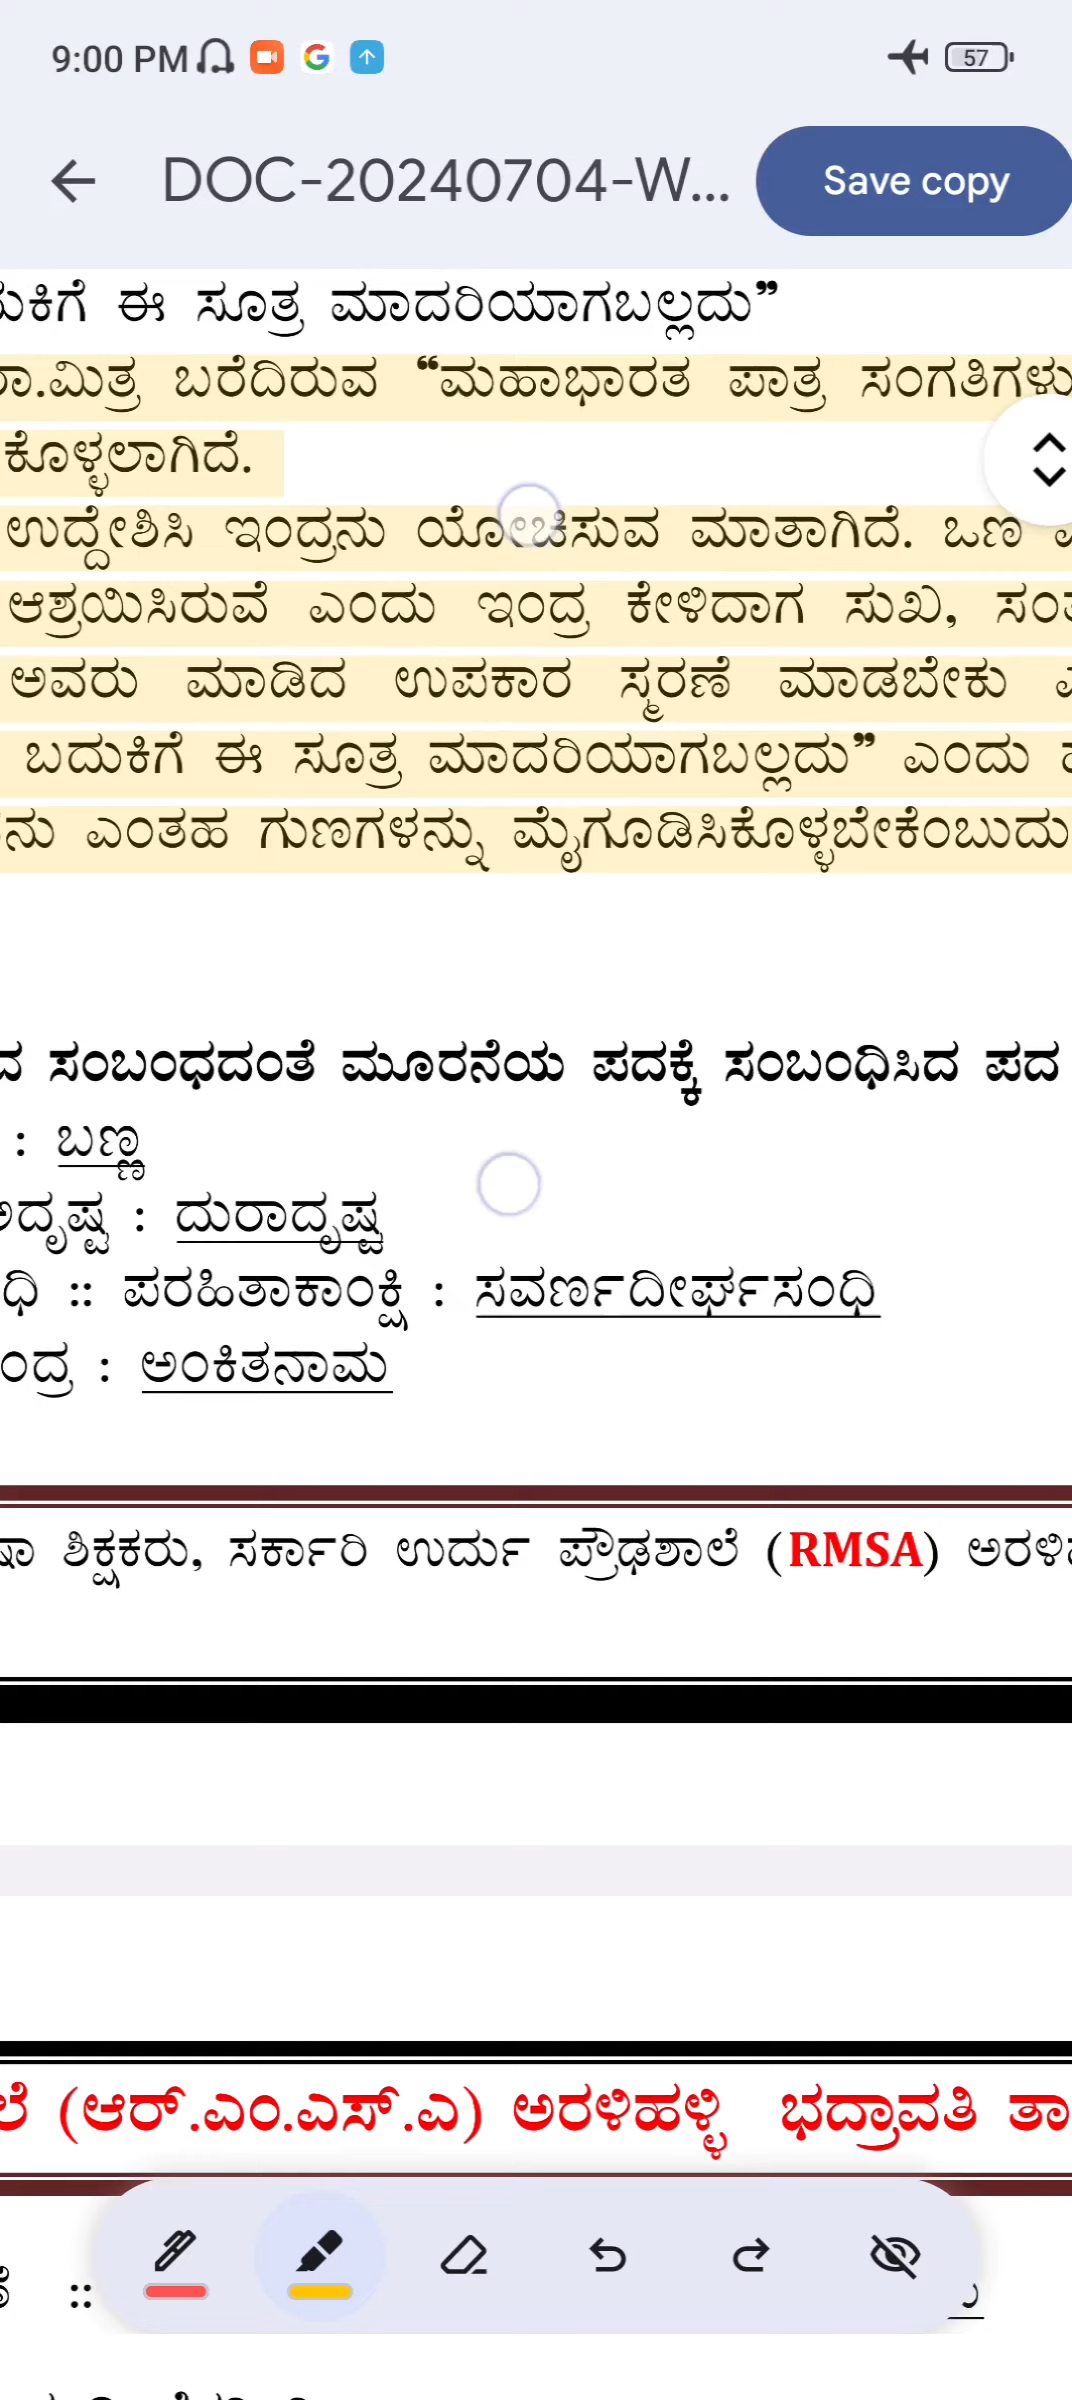 9:00 PM
57
DOC-20240704-W...
Save copy
ಈ ಸೂತ್ರ ಮಾದರಿಯಾಗಬಲ್ಲದು”
ಬರೆದಿರುವ “ಮಹಾಭಾರತ ಪಾತ್ರ ಸಂಗತಿಗಳು
ಕೊಳ್ಳಲಾಗಿದೆ.
ಉದ್ದೇಶಿಸಿ ಇಂದ್ರನು ಯೋಚಿಸುವ ಮಾತಾಗಿದೆ. ಒಣ
ಆಶ್ರಯಿಸಿರುವೆ ಎಂದು ಇಂದ್ರ ಕೇಳಿದಾಗ ಸುಖ,
ಅವರು ಮಾಡಿದ ಉಪಕಾರ ಸ್ಮರಣೆ ಮಾಡಬೇಕು
ಬದುಕಿಗೆ ಈ ಸೂತ್ರ ಮಾದರಿಯಾಗಬಲ್ಲದು” ಎಂದು
ನು ಎಂತಹ ಗುಣಗಳನ್ನು ಮೈಗೂಡಿಸಿಕೊಳ್ಳಬೇಕೆಂಬುದು
ದ ಸಂಬಂಧದಂತೆ ಮೂರನೆಯ ಪದಕ್ಕೆ ಸಂಬಂಧಿಸಿದ ಪದ
: ಬಣ್ಣ
ಅದೃಷ್ಟ : ದುರಾದೃಷ್ಟ
ಧಿ :: ಪರಹಿತಾಕಾಂಕ್ಷಿ : ಸವರ್ಣದೀರ್ಘಸಂಧಿ
ಂದ್ರ : ಅಂಕಿತನಾಮ
ಷಾ ಶಿಕ್ಷಕರು, ಸರ್ಕಾರಿ ಉರ್ದು ಪ್ರೌಢಶಾಲೆ (RMSA)
ಲೆ (ಆರ್.ಎಂ.ಎಸ್.ಎ) ಅರಳಿಹಳ್ಳಿ ಭದ್ರಾವತಿ ತಾ
::